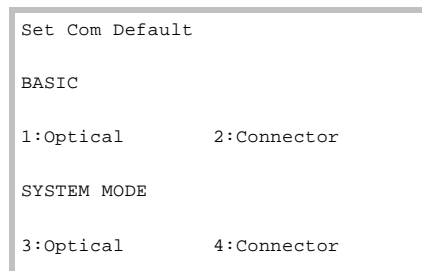 Set Com Default
BASIC
1:Optical 2:Connector
SYSTEM MODE
3:Optical 4:Connector